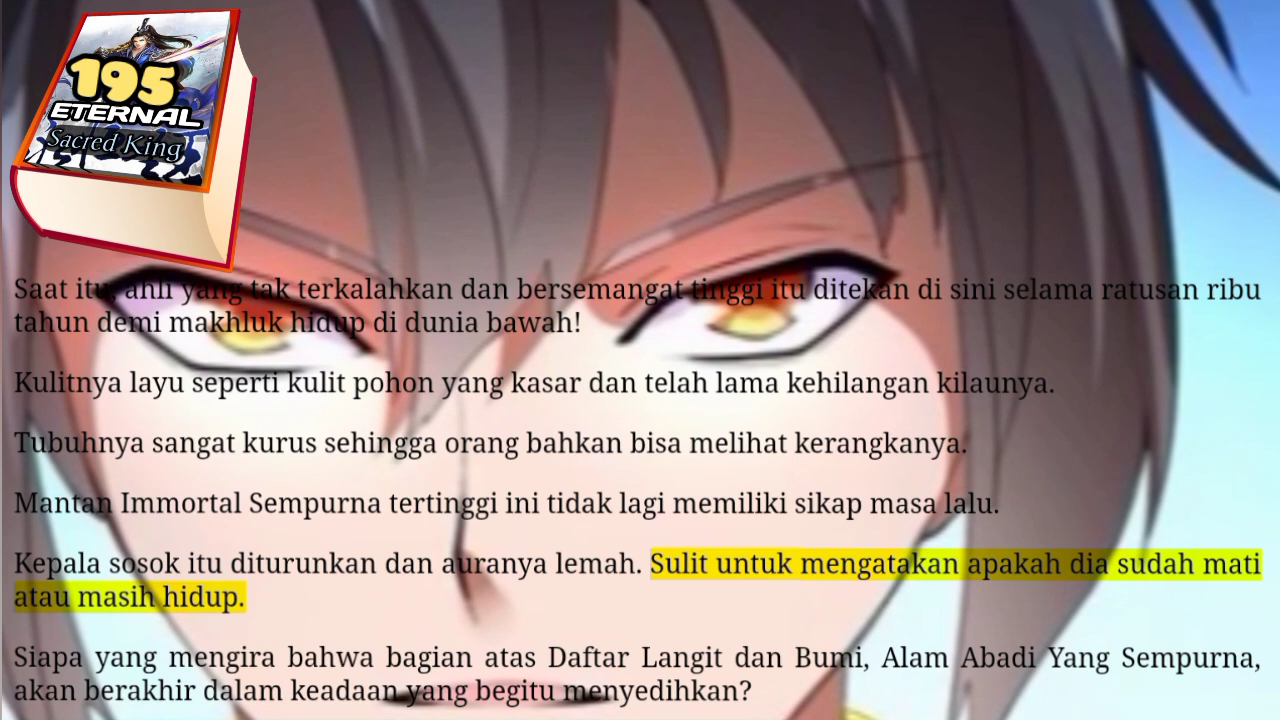 195
ETERNAL
Sacred King
Saat itu, ahli yang tak terkalahkan dan bersemangat tinggi itu ditekan di sini selama ratusan ribu
tahun demi makhluk hidup di dunia bawah!
Kulitnya layu seperti kulit pohon yang kasar dan telah lama kehilangan kilaunya.
Tubuhnya sangat kurus sehingga orang bahkan bisa melihat kerangkanya.
Mantan Immortal Sempurna tertinggi ini tidak lagi memiliki sikap masa lalu.
Kepala sosok itu diturunkan dan auranya lemah. Sulit untuk mengatakan apakah dia sudah mati
atau masih hidup.
Siapa yang mengira bahwa bagian atas Daftar Langit dan Bumi, Alam Abadi Yang Sempurna,
akan berakhir dalam keadaan yang begitu menyedihkan?